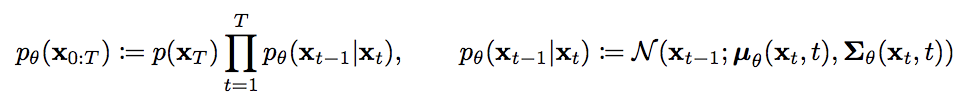 p_θ(𝐱_{0:T}) ≔ p(𝐱_T) ∏_{t=1}^{T} p_θ(𝐱_{t−1}|𝐱_t), p_θ(𝐱_{t−1}|𝐱_t) ≔ 𝒩(𝐱_{t−1}; 𝛍_θ(𝐱_t, t), 𝚺_θ(𝐱_t, t))